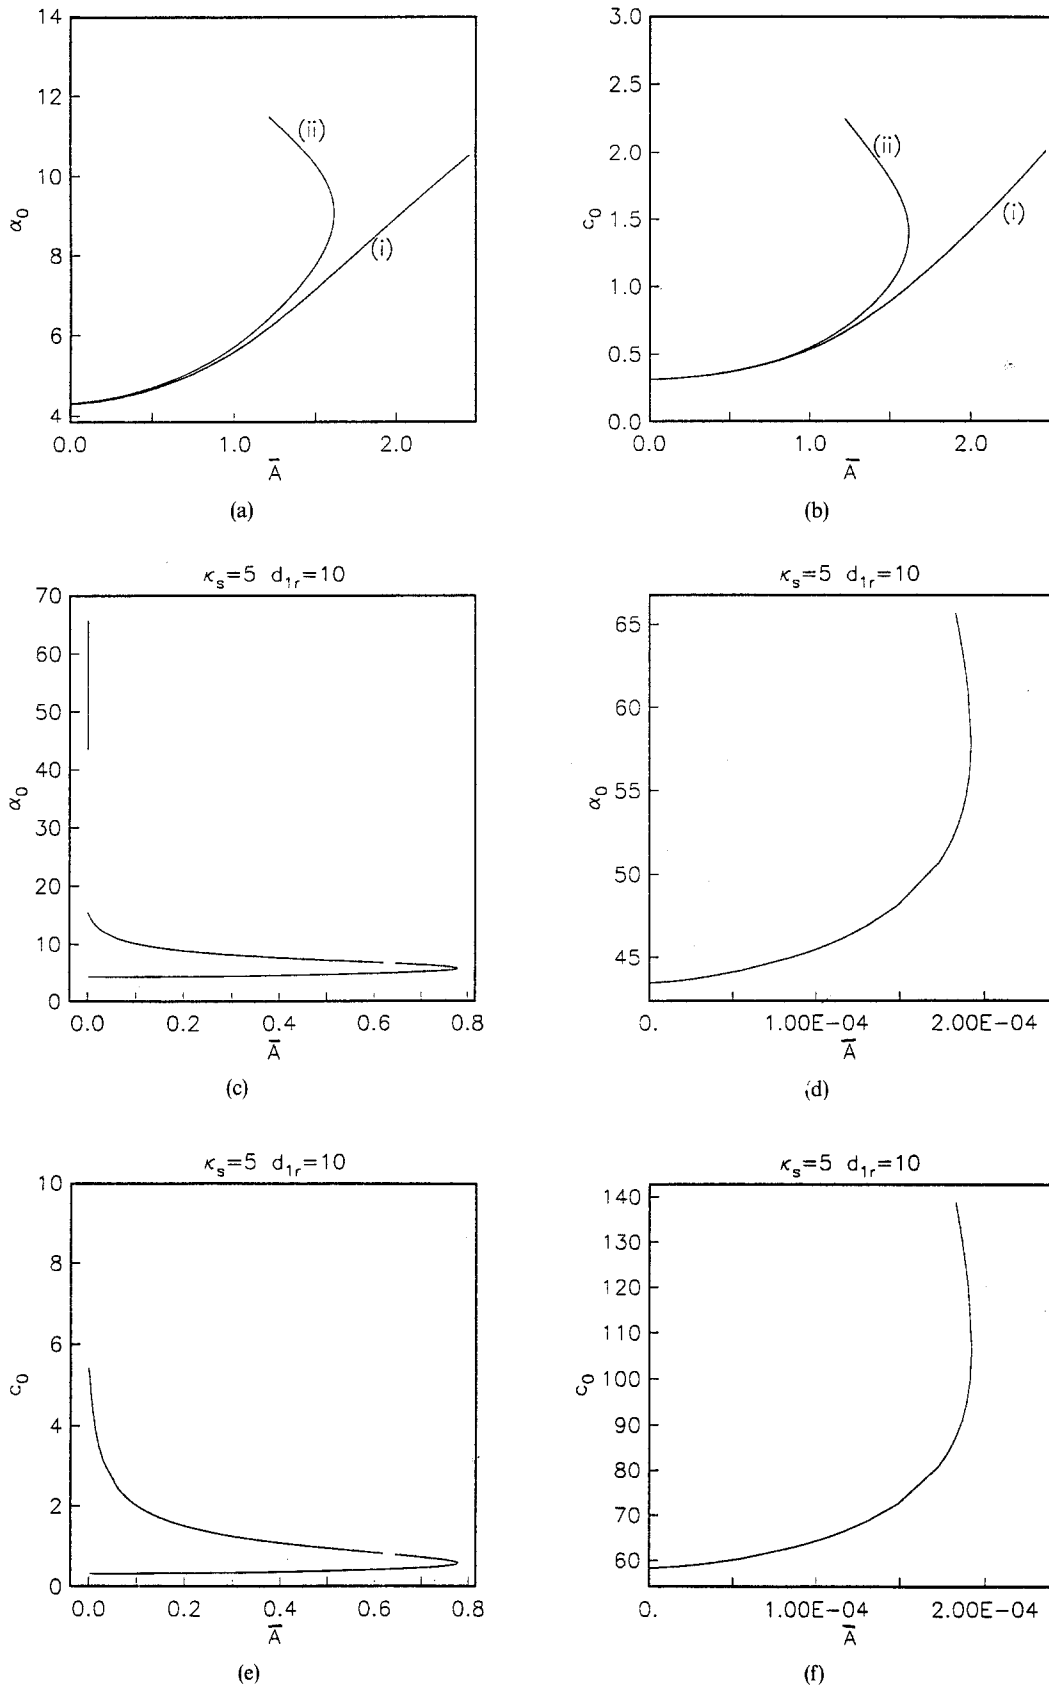 14
12
10
8
6
4
α₀
(ii)
(i)
0.0 1.0 2.0
Ā
(a)
3.0
2.5
2.0
1.5
1.0
0.5
0.0
c₀
(ii)
(i)
0.0 1.0 2.0
Ā
(b)
κₛ=5 d₁ᵣ=10
70
60
50
40
30
20
10
0
α₀
0.0 0.2 0.4 0.6 0.8
Ā
(c)
κₛ=5 d₁ᵣ=10
65
60
55
50
45
α₀
0. 1.00E−04 2.00E−04
Ā
(d)
κₛ=5 d₁ᵣ=10
10
8
6
4
2
0
c₀
0.0 0.2 0.4 0.6 0.8
Ā
(e)
κₛ=5 d₁ᵣ=10
140
130
120
110
100
90
80
70
60
c₀
0. 1.00E−04 2.00E−04
Ā
(f)